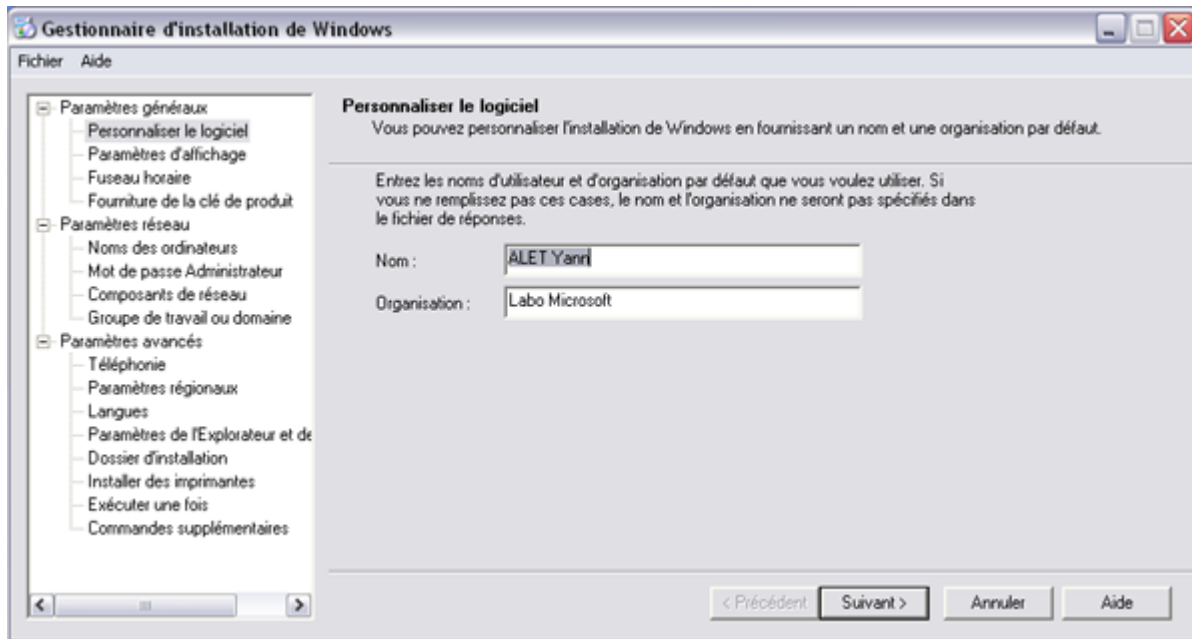 Gestionnaire d'installation de Windows
Fichier Aide
Paramètres généraux
Personnaliser le logiciel
Paramètres d'affichage
Fuseau horaire
Fourniture de la clé de produit
Paramètres réseau
Noms des ordinateurs
Mot de passe Administrateur
Composants de réseau
Groupe de travail ou domaine
Paramètres avancés
Téléphonie
Paramètres régionaux
Langues
Paramètres de l'Explorateur et de
Dossier d'installation
Installer des imprimantes
Exécuter une fois
Commandes supplémentaires
Personnaliser le logiciel
Vous pouvez personnaliser l'installation de Windows en fournissant un nom et une organisation par défaut.
Entrez les noms d'utilisateur et d'organisation par défaut que vous voulez utiliser. Si
vous ne remplissez pas ces cases, le nom et l'organisation ne seront pas spécifiés dans
le fichier de réponses.
Nom : ALET Yann
Organisation : Labo Microsoft
< Précédent Suivant > Annuler Aide